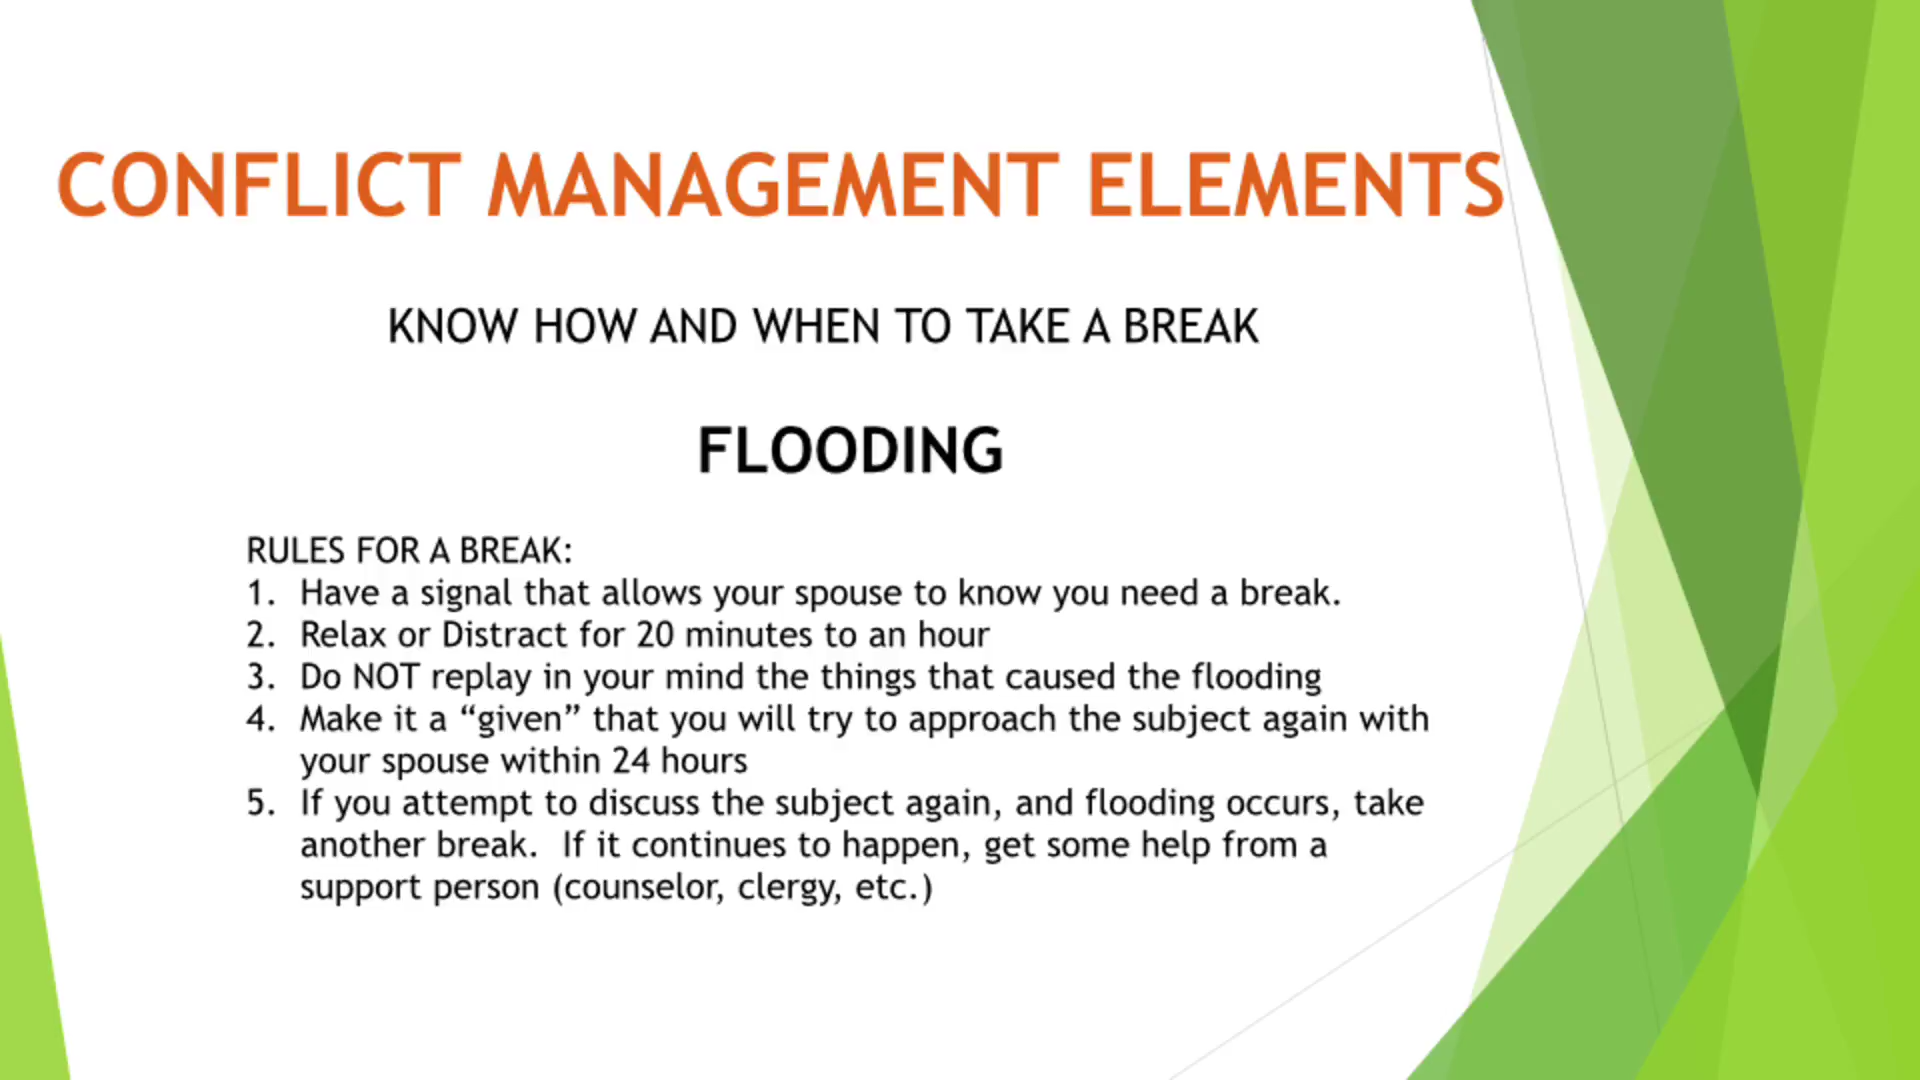 CONFLICT MANAGEMENT ELEMENTS
KNOW HOW AND WHEN TO TAKE A BREAK
FLOODING
RULES FOR A BREAK:
1. Have a signal that allows your spouse to know you need a break.
2. Relax or Distract for 20 minutes to an hour
3. Do NOT replay in your mind the things that caused the flooding
4. Make it a “given” that you will try to approach the subject again with
your spouse within 24 hours
5. If you attempt to discuss the subject again, and flooding occurs, take
another break.  If it continues to happen, get some help from a
support person (counselor, clergy, etc.)